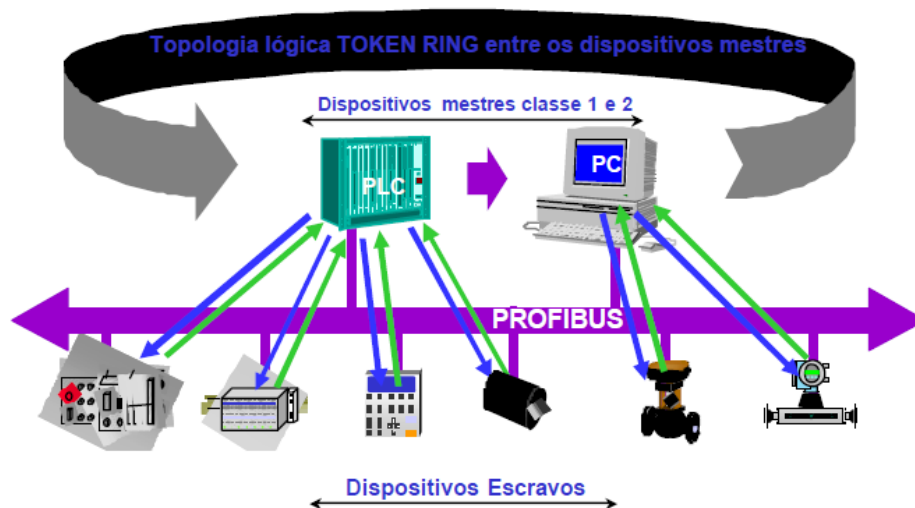 Topologia lógica TOKEN RING entre os dispositivos mestres
Dispositivos mestres classe 1 e 2
PLC
PC
PROFIBUS
Dispositivos Escravos